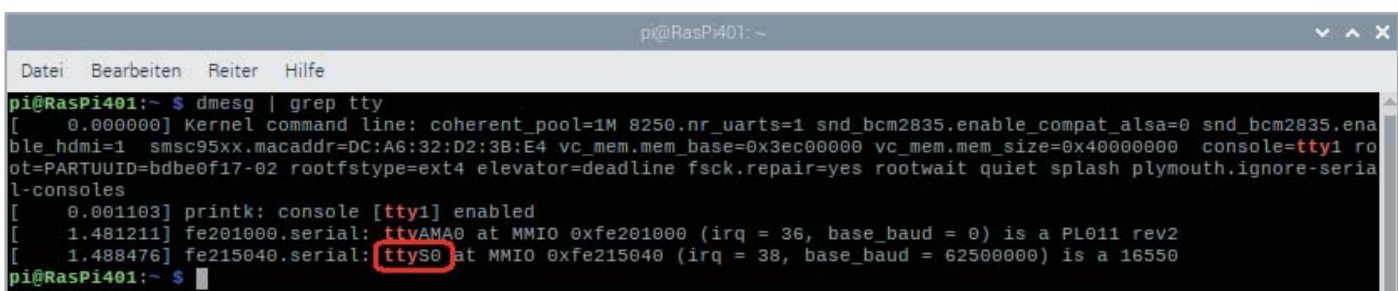 pi@RasPi401: ~
Datei Bearbeiten Reiter Hilfe
pi@RasPi401:~ $ dmesg | grep tty
[    0.000000] Kernel command line: coherent_pool=1M 8250.nr_uarts=1 snd_bcm2835.enable_compat_alsa=0 snd_bcm2835.ena
ble_hdmi=1  smsc95xx.macaddr=DC:A6:32:D2:3B:E4 vc_mem.mem_base=0x3ec00000 vc_mem.mem_size=0x40000000  console=tty1 ro
ot=PARTUUID=bdbe0f17-02 rootfstype=ext4 elevator=deadline fsck.repair=yes rootwait quiet splash plymouth.ignore-seria
l-consoles
[    0.001103] printk: console [tty1] enabled
[    1.481211] fe201000.serial: ttyAMA0 at MMIO 0xfe201000 (irq = 36, base_baud = 0) is a PL011 rev2
[    1.488476] fe215040.serial: ttyS0 at MMIO 0xfe215040 (irq = 38, base_baud = 62500000) is a 16550
pi@RasPi401:~ $